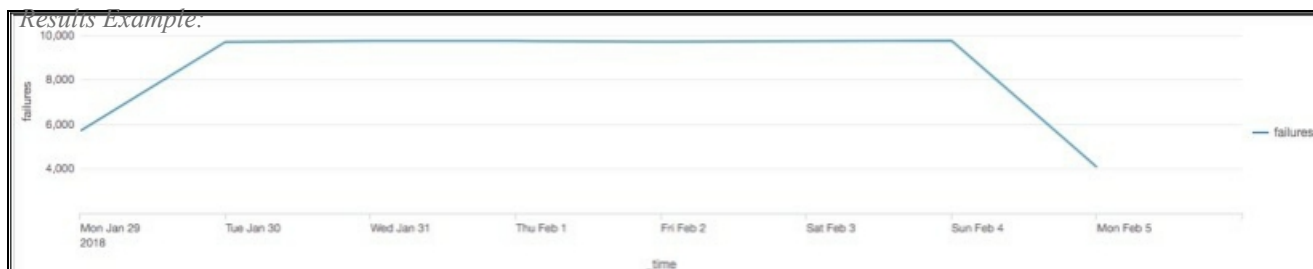 Results Example:
10,000
8,000
6,000
4,000
failures
failures
Mon Jan 29 Tue Jan 30 Wed Jan 31 Thu Feb 1 Fri Feb 2 Sat Feb 3 Sun Feb 4 Mon Feb 5
2018
_time